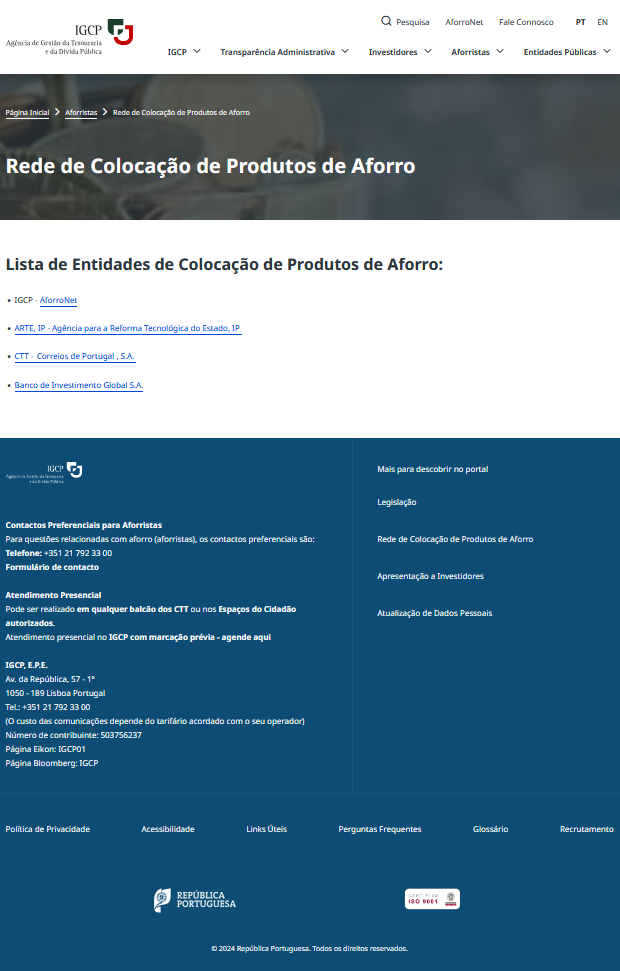 IGCP
Agência de Gestão da Tesouraria
e da Dívida Pública
Pesquisa AforroNet Fale Connosco PT EN
IGCP Transparência Administrativa Investidores Aforristas Entidades Públicas
Página Inicial Aforristas Rede de Colocação de Produtos de Aforro
Rede de Colocação de Produtos de Aforro
Lista de Entidades de Colocação de Produtos de Aforro:
• IGCP - AforroNet
• ARTE, IP - Agência para a Reforma Tecnológica do Estado, IP
• CTT - Correios de Portugal , S.A.
• Banco de Investimento Global S.A.
IGCP
Agência de Gestão da Tesouraria
e da Dívida Pública
Contactos Preferenciais para Aforristas
Para questões relacionadas com aforro (aforristas), os contactos preferenciais são:
Telefone: +351 21 792 33 00
Formulário de contacto
Atendimento Presencial
Pode ser realizado em qualquer balcão dos CTT ou nos Espaços do Cidadão
autorizados.
Atendimento presencial no IGCP com marcação prévia - agende aqui
IGCP, E.P.E.
Av. da República, 57 - 1º
1050 - 189 Lisboa Portugal
Tel.: +351 21 792 33 00
(O custo das comunicações depende do tarifário acordado com o seu operador)
Número de contribuinte: 503756237
Página Eikon: IGCP01
Página Bloomberg: IGCP
Mais para descobrir no portal
Legislação
Rede de Colocação de Produtos de Aforro
Apresentação a Investidores
Atualização de Dados Pessoais
Política de Privacidade Acessibilidade Links Úteis Perguntas Frequentes Glossário Recrutamento
REPÚBLICA
PORTUGUESA
CERTIFIED
ISO 9001
© 2024 República Portuguesa. Todos os direitos reservados.